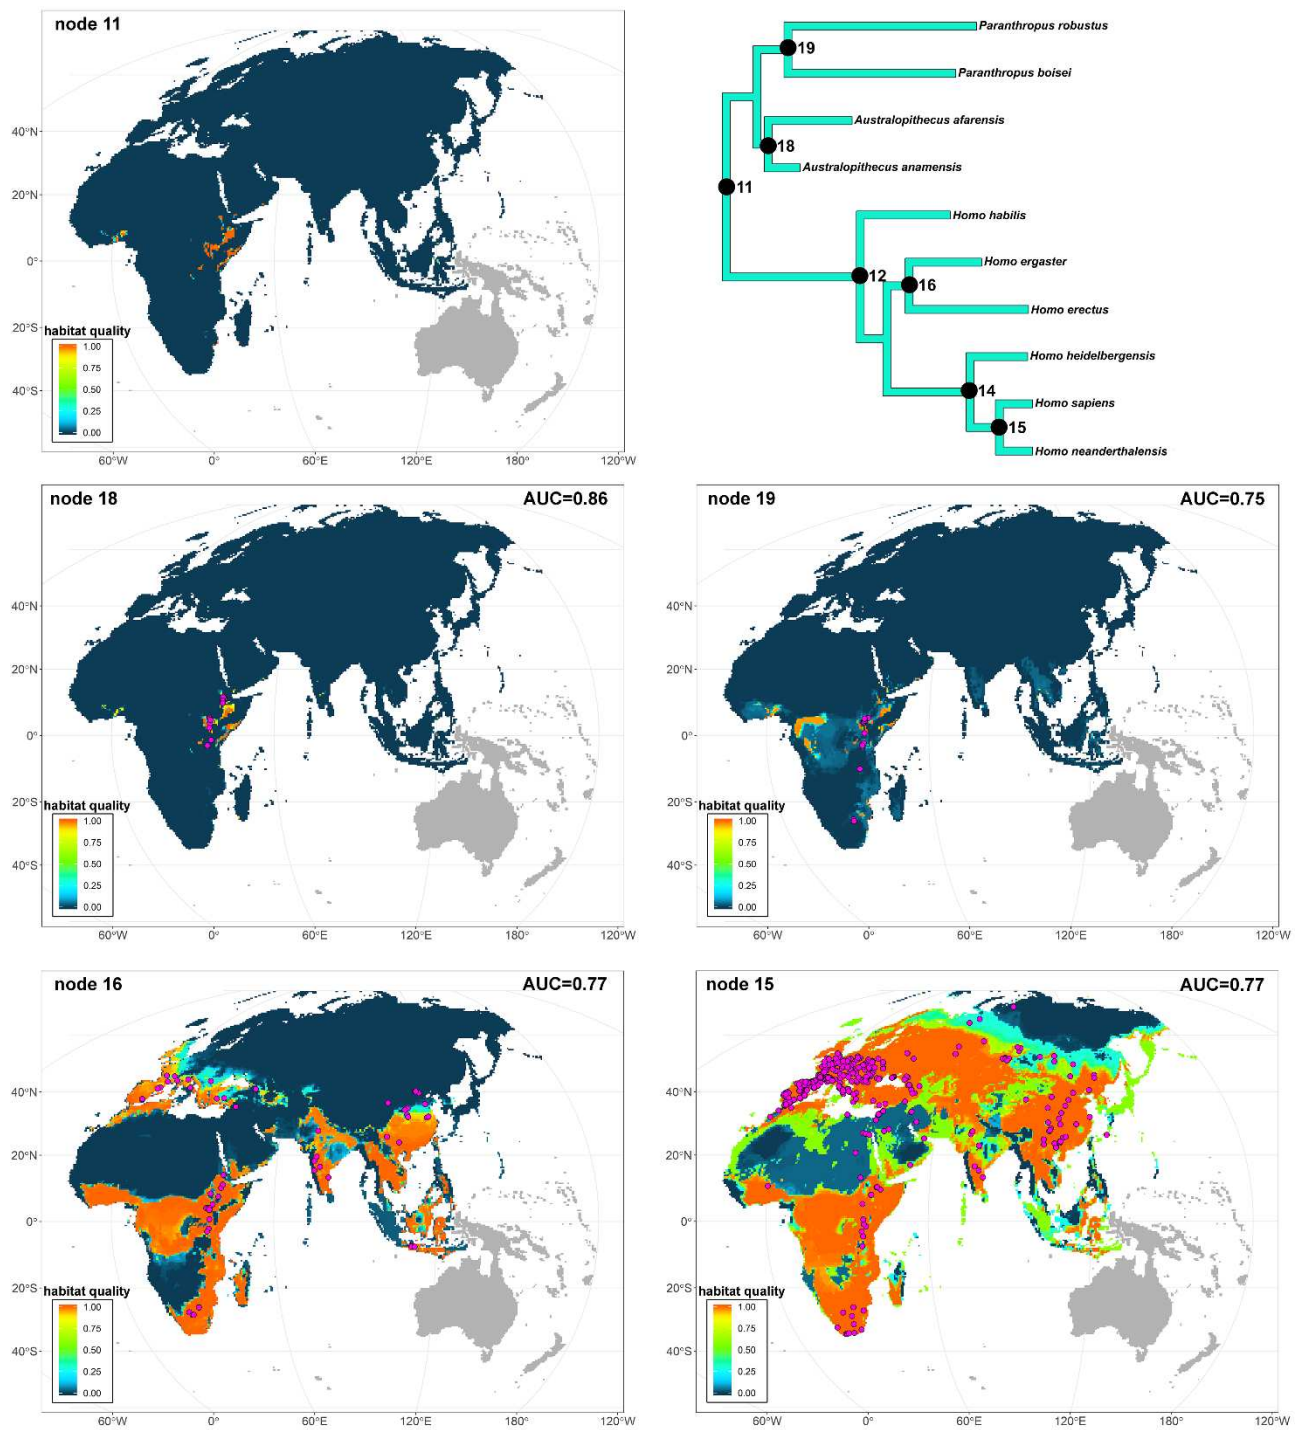 node 11
40°N
20°N
0°
20°S
40°S
habitat quality
1.00
0.75
0.50
0.25
0.00
60°W 0° 60°E 120°E 180° 120°W
Paranthropus robustus
19
Paranthropus boisei
Australopithecus afarensis
18
Australopithecus anamensis
11
Homo habilis
Homo ergaster
12
16
Homo erectus
Homo heidelbergensis
14
Homo sapiens
15
Homo neanderthalensis
node 18 AUC=0.86
40°N
20°N
0°
20°S
40°S
habitat quality
1.00
0.75
0.50
0.25
0.00
60°W 0° 60°E 120°E 180° 120°W
node 19 AUC=0.75
40°N
20°N
0°
20°S
40°S
habitat quality
1.00
0.75
0.50
0.25
0.00
60°W 0° 60°E 120°E 180° 120°W
node 16 AUC=0.77
40°N
20°N
0°
20°S
40°S
habitat quality
1.00
0.75
0.50
0.25
0.00
60°W 0° 60°E 120°E 180° 120°W
node 15 AUC=0.77
40°N
20°N
0°
20°S
40°S
habitat quality
1.00
0.75
0.50
0.25
0.00
60°W 0° 60°E 120°E 180° 120°W